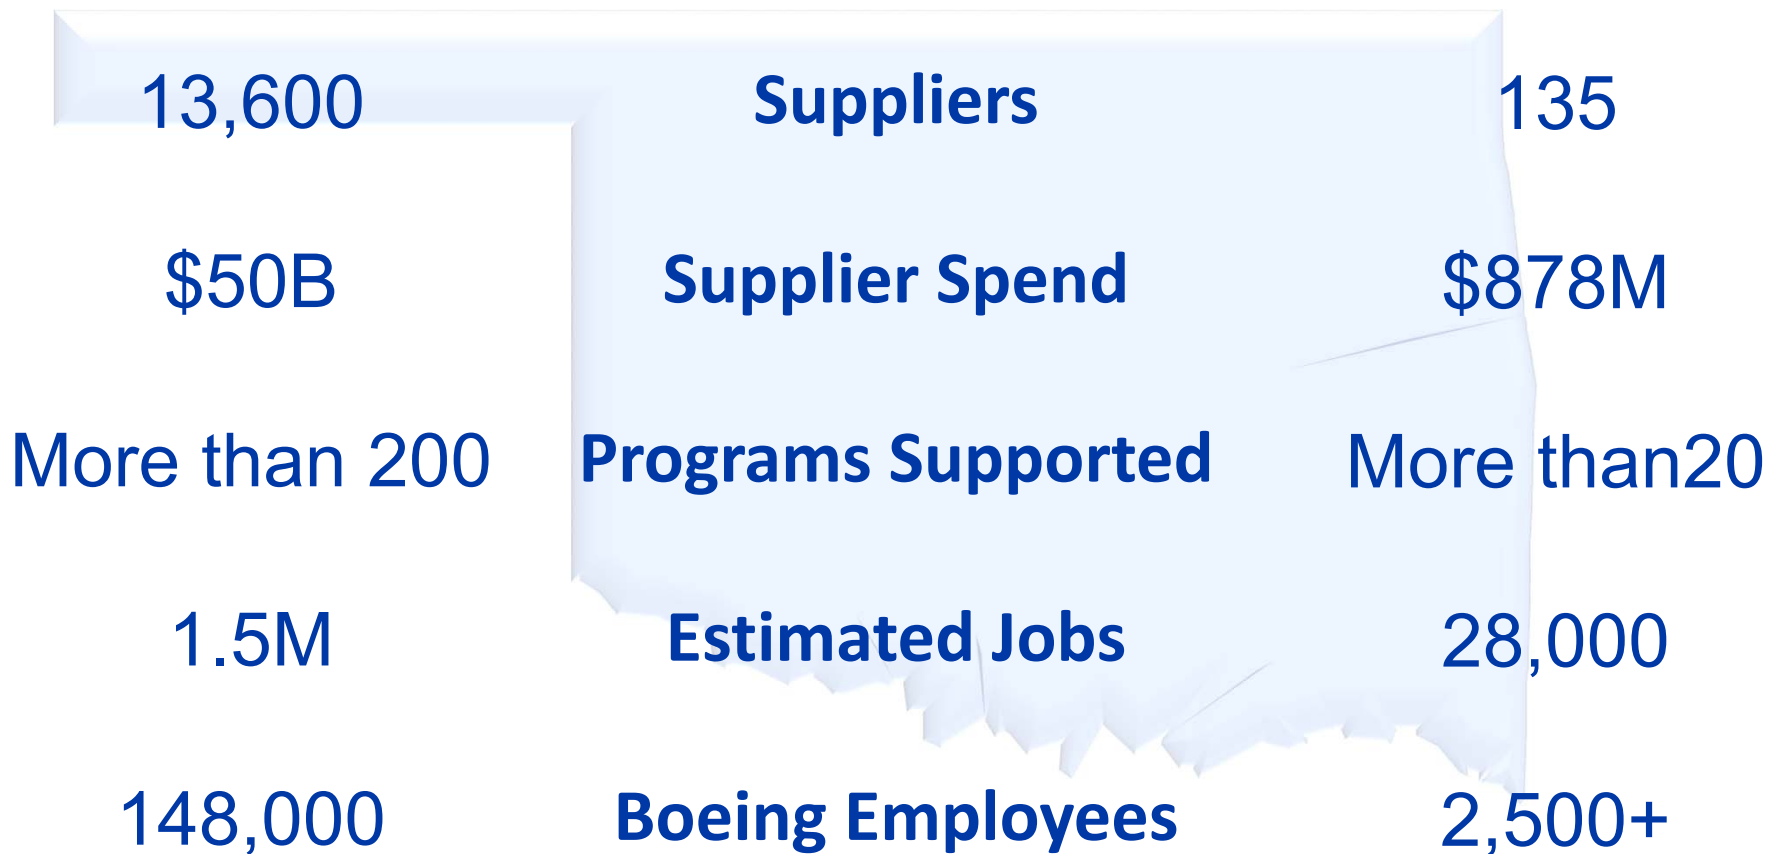 13,600 Suppliers 135
$50B Supplier Spend $878M
More than 200 Programs Supported More than20
1.5M Estimated Jobs 28,000
148,000 Boeing Employees 2,500+